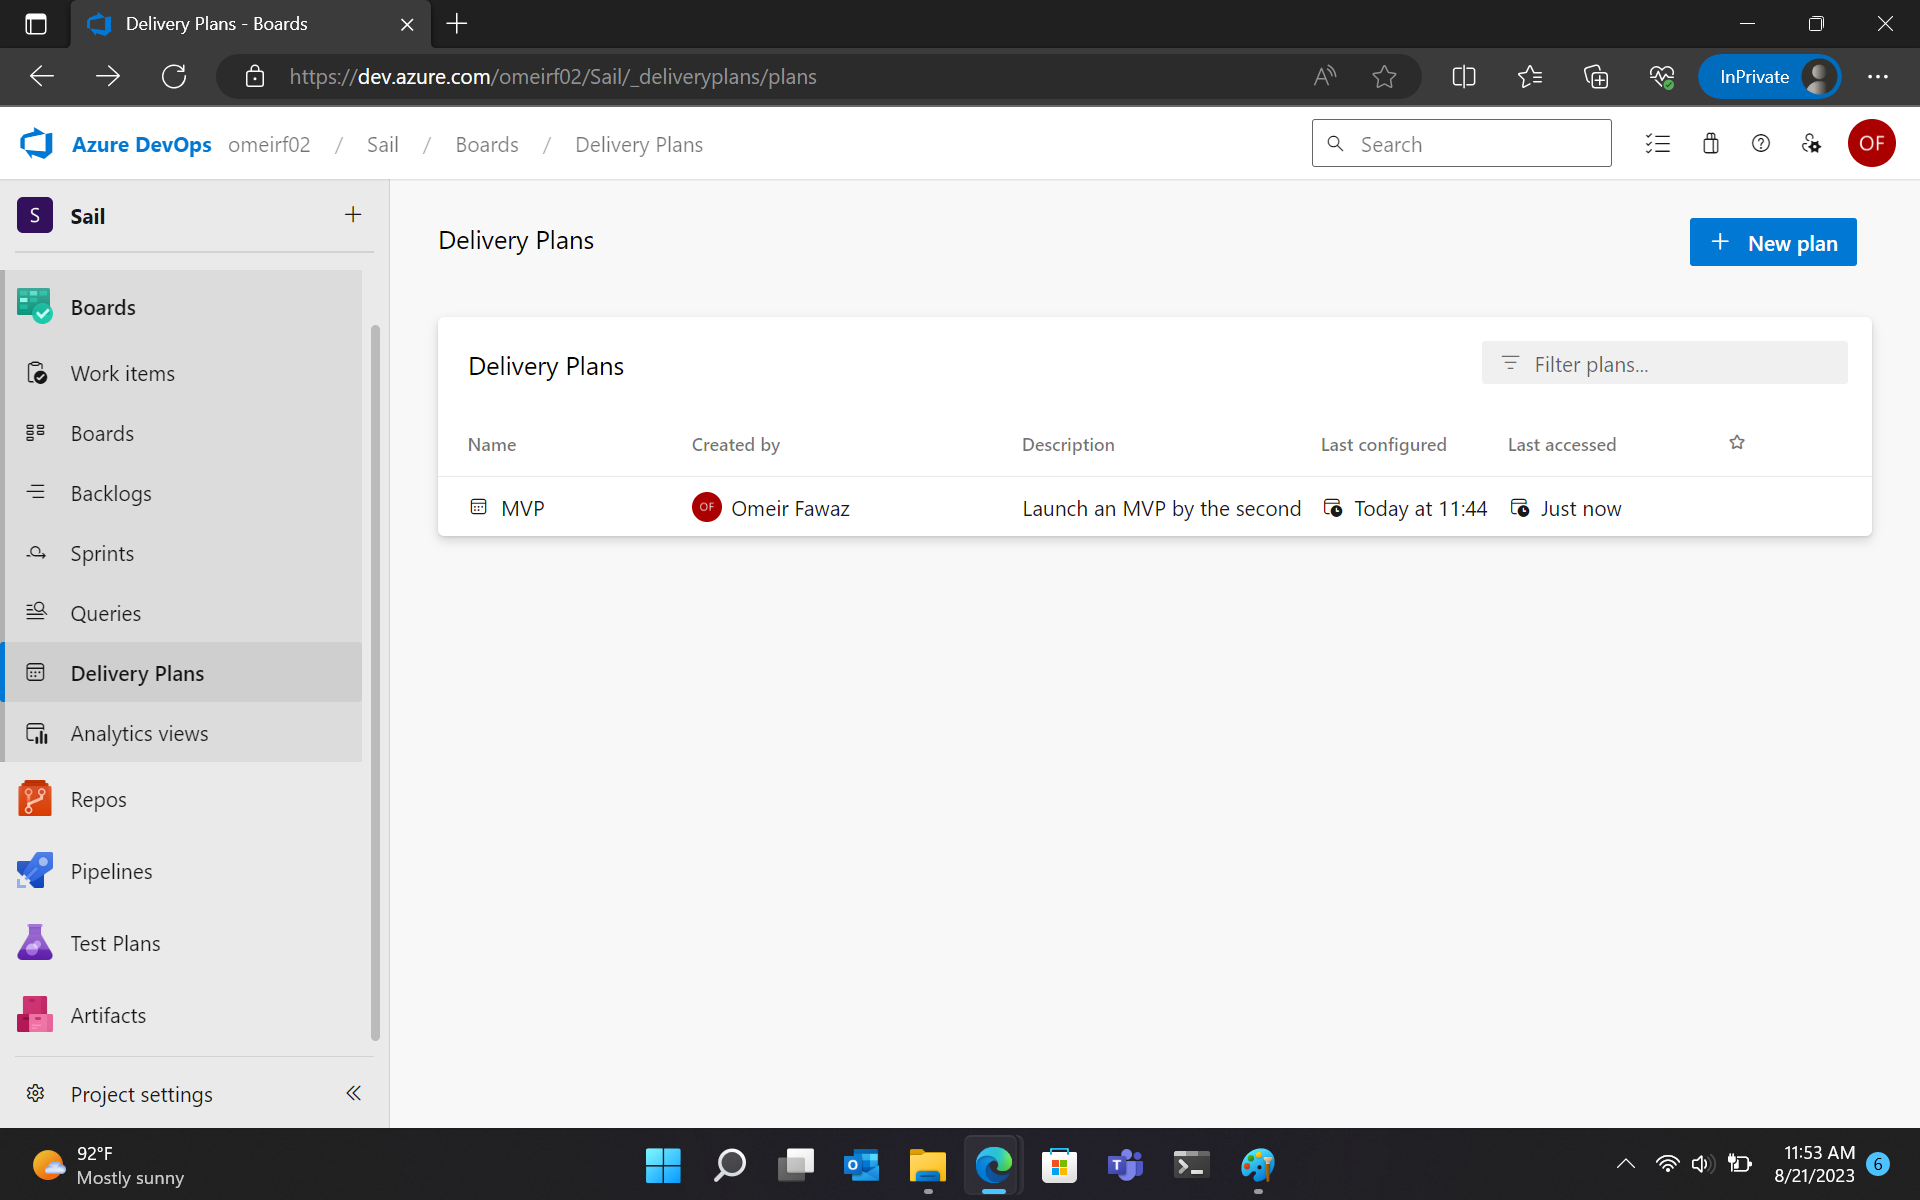 Delivery Plans - Boards
https://dev.azure.com/omeirf02/Sail/_deliveryplans/plans
InPrivate
Azure DevOps omeirf02 / Sail / Boards / Delivery Plans
Search
OF
S Sail
Delivery Plans
New plan
Boards
Work items
Boards
Backlogs
Sprints
Queries
Delivery Plans
Analytics views
Repos
Pipelines
Test Plans
Artifacts
Project settings
Delivery Plans
Filter plans...
Name Created by Description Last configured Last accessed
MVP OF Omeir Fawaz Launch an MVP by the second Today at 11:44 Just now
92°F
Mostly sunny
11:53 AM
8/21/2023
6